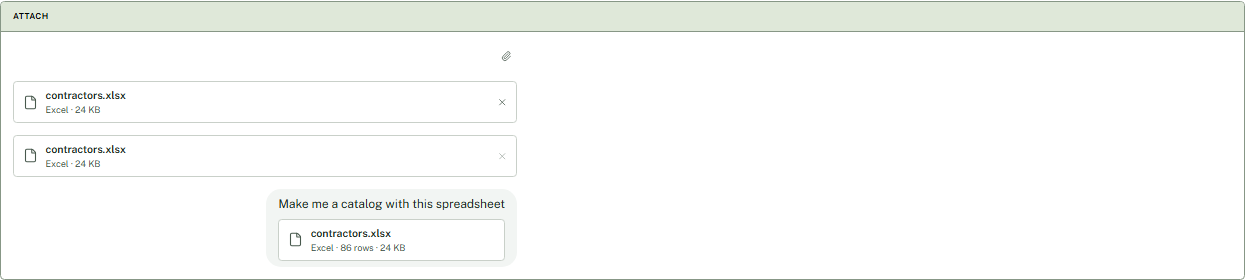 ATTACH
contractors.xlsx
Excel · 24 KB
contractors.xlsx
Excel · 24 KB
Make me a catalog with this spreadsheet
contractors.xlsx
Excel · 86 rows · 24 KB